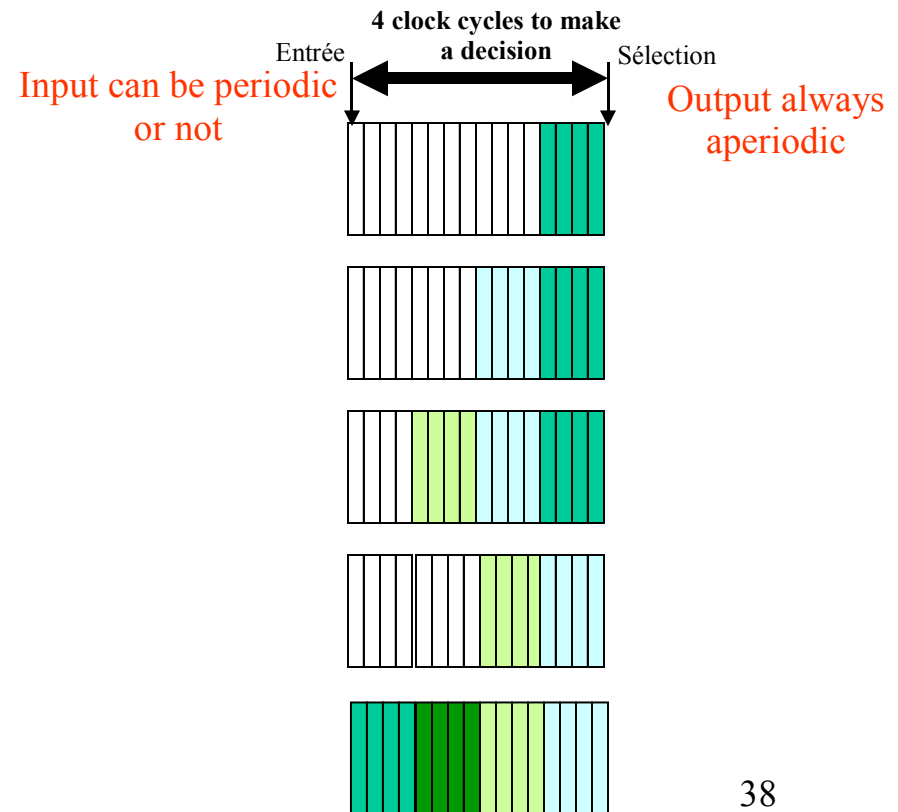 4 clock cycles to make
a decision
Entrée
Sélection
Input can be periodic
or not
Output always
aperiodic
38